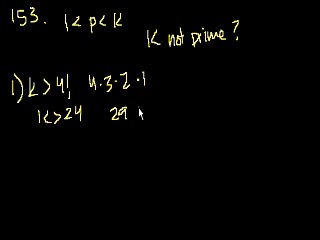 153. 1 < p < k
k not prime?
1) k > 4! 4·3·2·1
k > 24 29